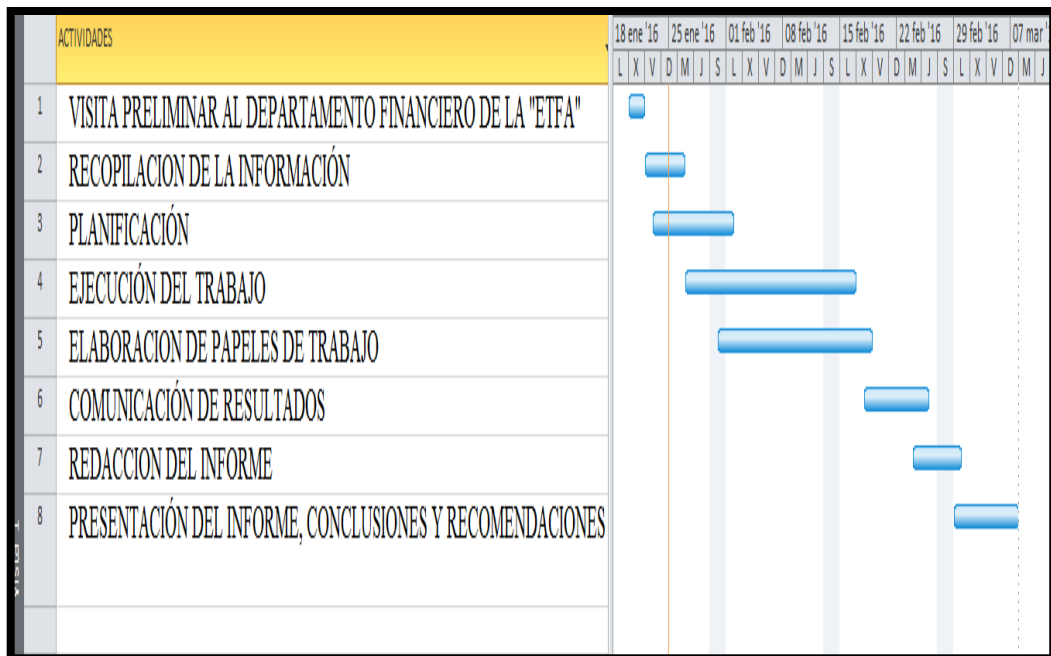 ACTIVIDADES
18 ene '16 25 ene '16 01 feb '16 08 feb '16 15 feb '16 22 feb '16 29 feb '16 07 mar '
L X V D M J S L X V D M J S L X V D M J S L X V D M J
1 VISITA PRELIMINAR AL DEPARTAMENTO FINANCIERO DE LA "ETFA"
2 RECOPILACION DE LA INFORMACIÓN
3 PLANIFICACIÓN
4 EJECUCIÓN DEL TRABAJO
5 ELABORACION DE PAPELES DE TRABAJO
6 COMUNICACIÓN DE RESULTADOS
7 REDACCION DEL INFORME
8 PRESENTACIÓN DEL INFORME, CONCLUSIONES Y RECOMENDACIONES